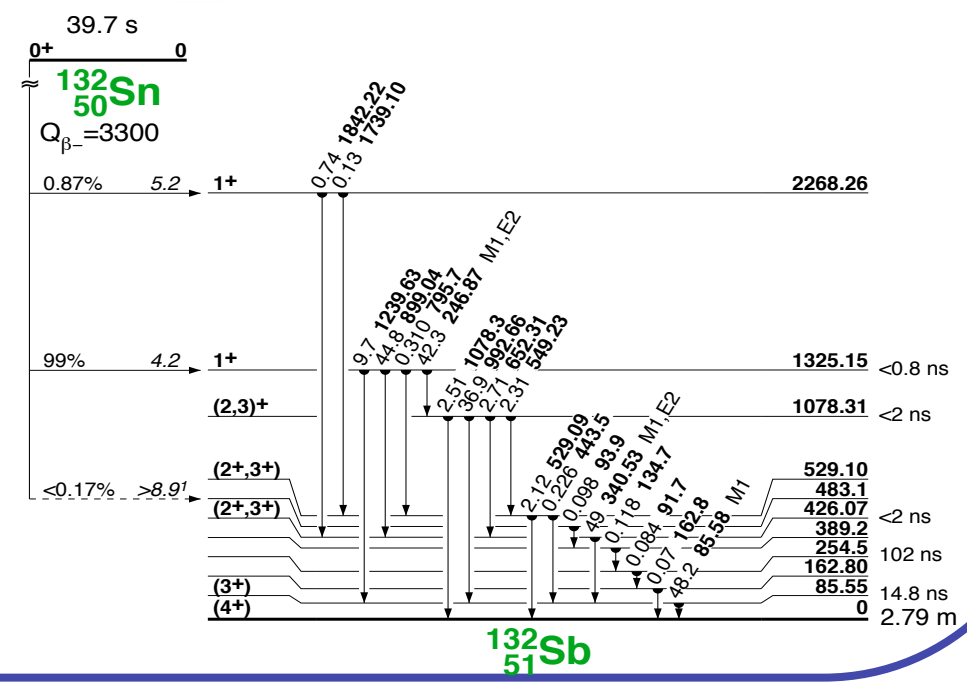 39.7 s
0+ 0
132
50Sn
≈
Qβ−=3300
0.74 1842.22
0.13 1739.10
0.87% 5.2 1+ 2268.26
9.7 1239.63
44.8 899.04
0.310 795.7
42.3 246.87 M1,E2
99% 4.2 1+ 1325.15 <0.8 ns
2.51 1078.3
36.9 992.66
2.71 652.31
2.31 549.23
(2,3)+ 1078.31 <2 ns
2.12 529.09
0.226 443.5
0.098 93.9
49 340.53 M1,E2
0.118 134.7
0.084 91.7
0.07 162.8
48.2 85.58 M1
(2+,3+) 529.10
<0.17% >8.9¹ 483.1
(2+,3+) 426.07 <2 ns
389.2
254.5 102 ns
162.80
(3+) 85.55 14.8 ns
(4+) 0 2.79 m
132
51Sb